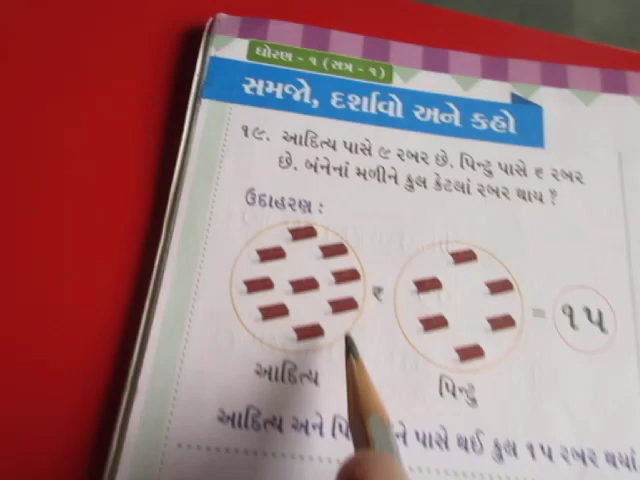 ધોરણ - ૧ (સત્ર - ૧)
સમજો, દર્શાવો અને કહો
૧૯. આદિત્ય પાસે ૯ રબર છે. પિન્ટુ પાસે ૬ રબર
છે. બંનેનાં મળીને કુલ કેટલાં રબર થાય ?
ઉદાહરણ :
= ૧૫
આદિત્ય પિન્ટુ
આદિત્ય અને પાસે થઈ કુલ ૧૫ રબર થયાં